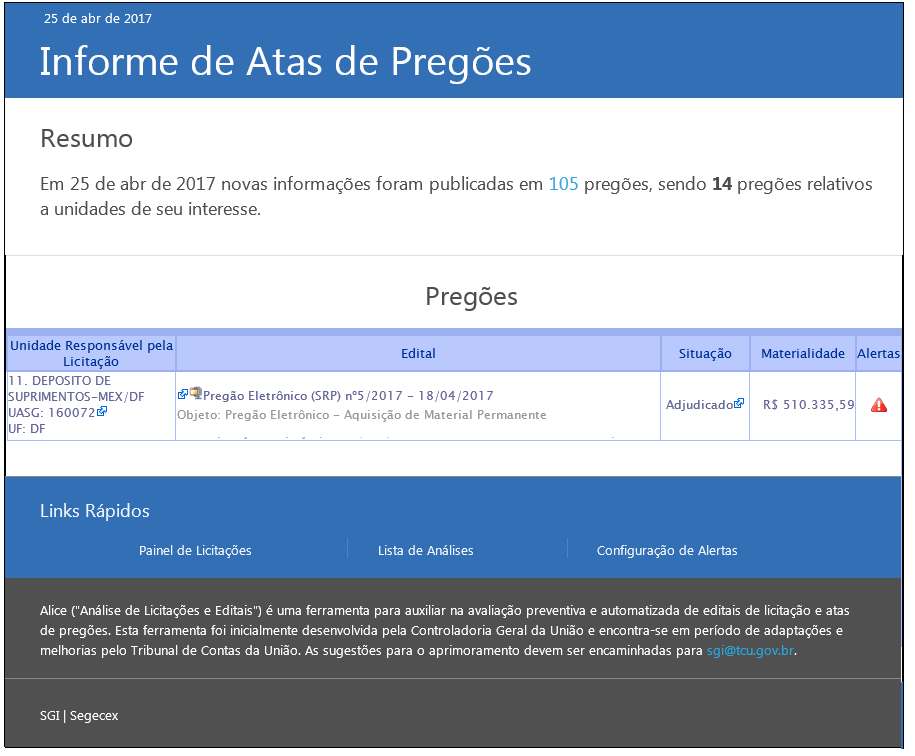 25 de abr de 2017
Informe de Atas de Pregões
Resumo
Em 25 de abr de 2017 novas informações foram publicadas em 105 pregões, sendo 14 pregões relativos
a unidades de seu interesse.
Pregões
Unidade Responsável pela
Licitação
Edital
Situação
Materialidade
Alertas
11. DEPOSITO DE
SUPRIMENTOS-MEX/DF
UASG: 160072
UF: DF
Pregão Eletrônico (SRP) nº5/2017 - 18/04/2017
Objeto: Pregão Eletrônico - Aquisição de Material Permanente
Adjudicado
R$ 510.335,59
Links Rápidos
Painel de Licitações
Lista de Análises
Configuração de Alertas
Alice ("Análise de Licitações e Editais") é uma ferramenta para auxiliar na avaliação preventiva e automatizada de editais de licitação e atas
de pregões. Esta ferramenta foi inicialmente desenvolvida pela Controladoria Geral da União e encontra-se em período de adaptações e
melhorias pelo Tribunal de Contas da União. As sugestões para o aprimoramento devem ser encaminhadas para sgi@tcu.gov.br.
SGI | Segecex